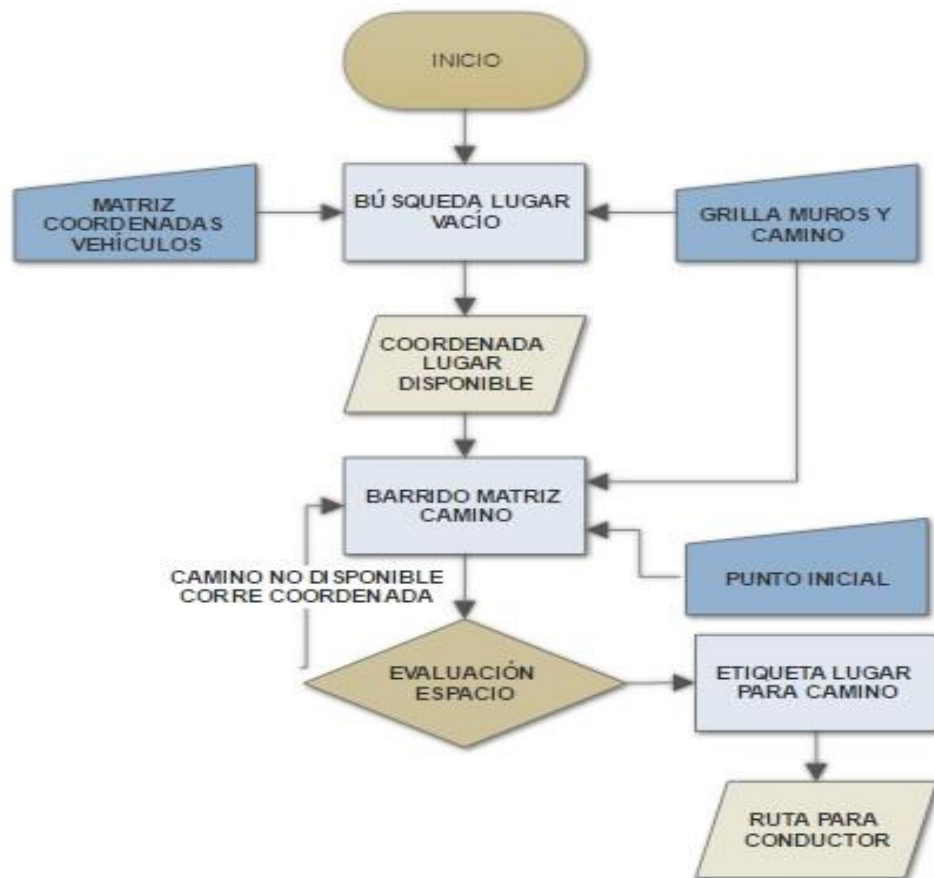 INICIO
MATRIZ
COORDENADAS
VEHÍCULOS
BÚ SQUEDA LUGAR
VACÍO
GRILLA MUROS Y
CAMINO
COORDENADA
LUGAR
DISPONIBLE
BARRIDO MATRIZ
CAMINO
CAMINO NO DISPONIBLE
CORRE COORDENADA
PUNTO INICIAL
EVALUACIÓN
ESPACIO
ETIQUETA LUGAR
PARA CAMINO
RUTA PARA
CONDUCTOR